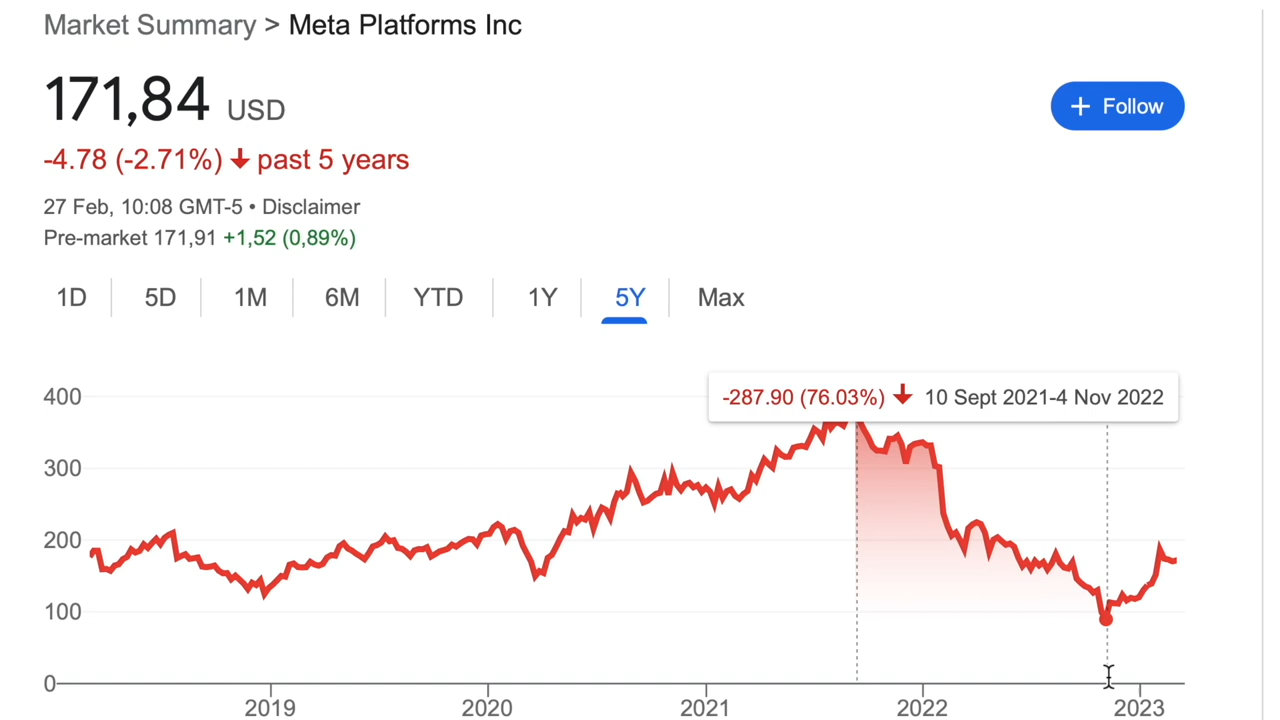 Market Summary > Meta Platforms Inc
171,84 USD
+ Follow
-4.78 (-2.71%) ↓ past 5 years
27 Feb, 10:08 GMT-5 • Disclaimer
Pre-market 171,91 +1,52 (0,89%)
1D 5D 1M 6M YTD 1Y 5Y Max
-287.90 (76.03%) ↓ 10 Sept 2021-4 Nov 2022
400
300
200
100
0
2019 2020 2021 2022 2023